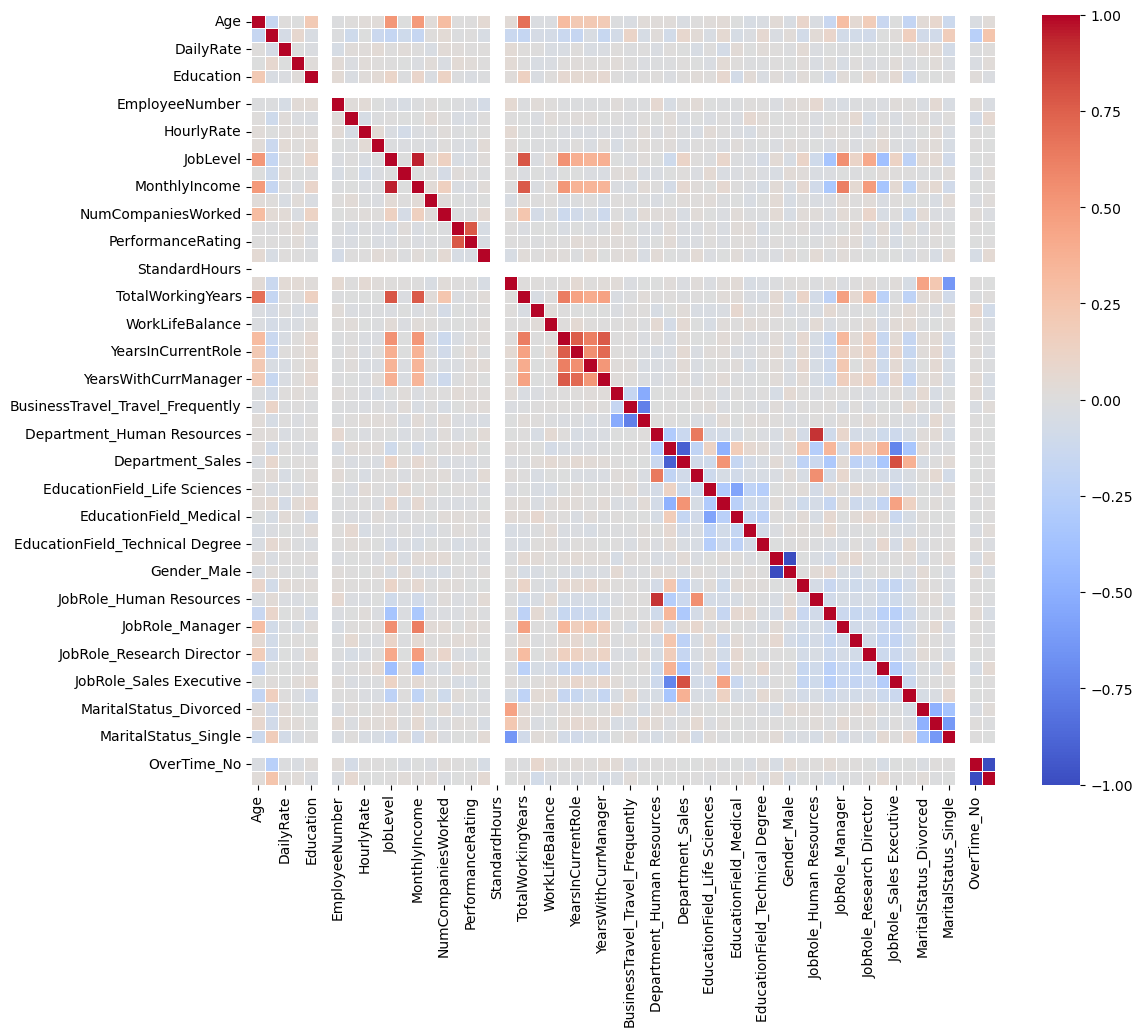 Age
DailyRate
Education
EmployeeNumber
HourlyRate
JobLevel
MonthlyIncome
NumCompaniesWorked
PerformanceRating
StandardHours
TotalWorkingYears
WorkLifeBalance
YearsInCurrentRole
YearsWithCurrManager
BusinessTravel_Travel_Frequently
Department_Human Resources
Department_Sales
EducationField_Life Sciences
EducationField_Medical
EducationField_Technical Degree
Gender_Male
JobRole_Human Resources
JobRole_Manager
JobRole_Research Director
JobRole_Sales Executive
MaritalStatus_Divorced
MaritalStatus_Single
OverTime_No
Age
DailyRate
Education
EmployeeNumber
HourlyRate
JobLevel
MonthlyIncome
NumCompaniesWorked
PerformanceRating
StandardHours
TotalWorkingYears
WorkLifeBalance
YearsInCurrentRole
YearsWithCurrManager
BusinessTravel_Travel_Frequently
Department_Human Resources
Department_Sales
EducationField_Life Sciences
EducationField_Medical
EducationField_Technical Degree
Gender_Male
JobRole_Human Resources
JobRole_Manager
JobRole_Research Director
JobRole_Sales Executive
MaritalStatus_Divorced
MaritalStatus_Single
OverTime_No
1.00
0.75
0.50
0.25
0.00
−0.25
−0.50
−0.75
−1.00